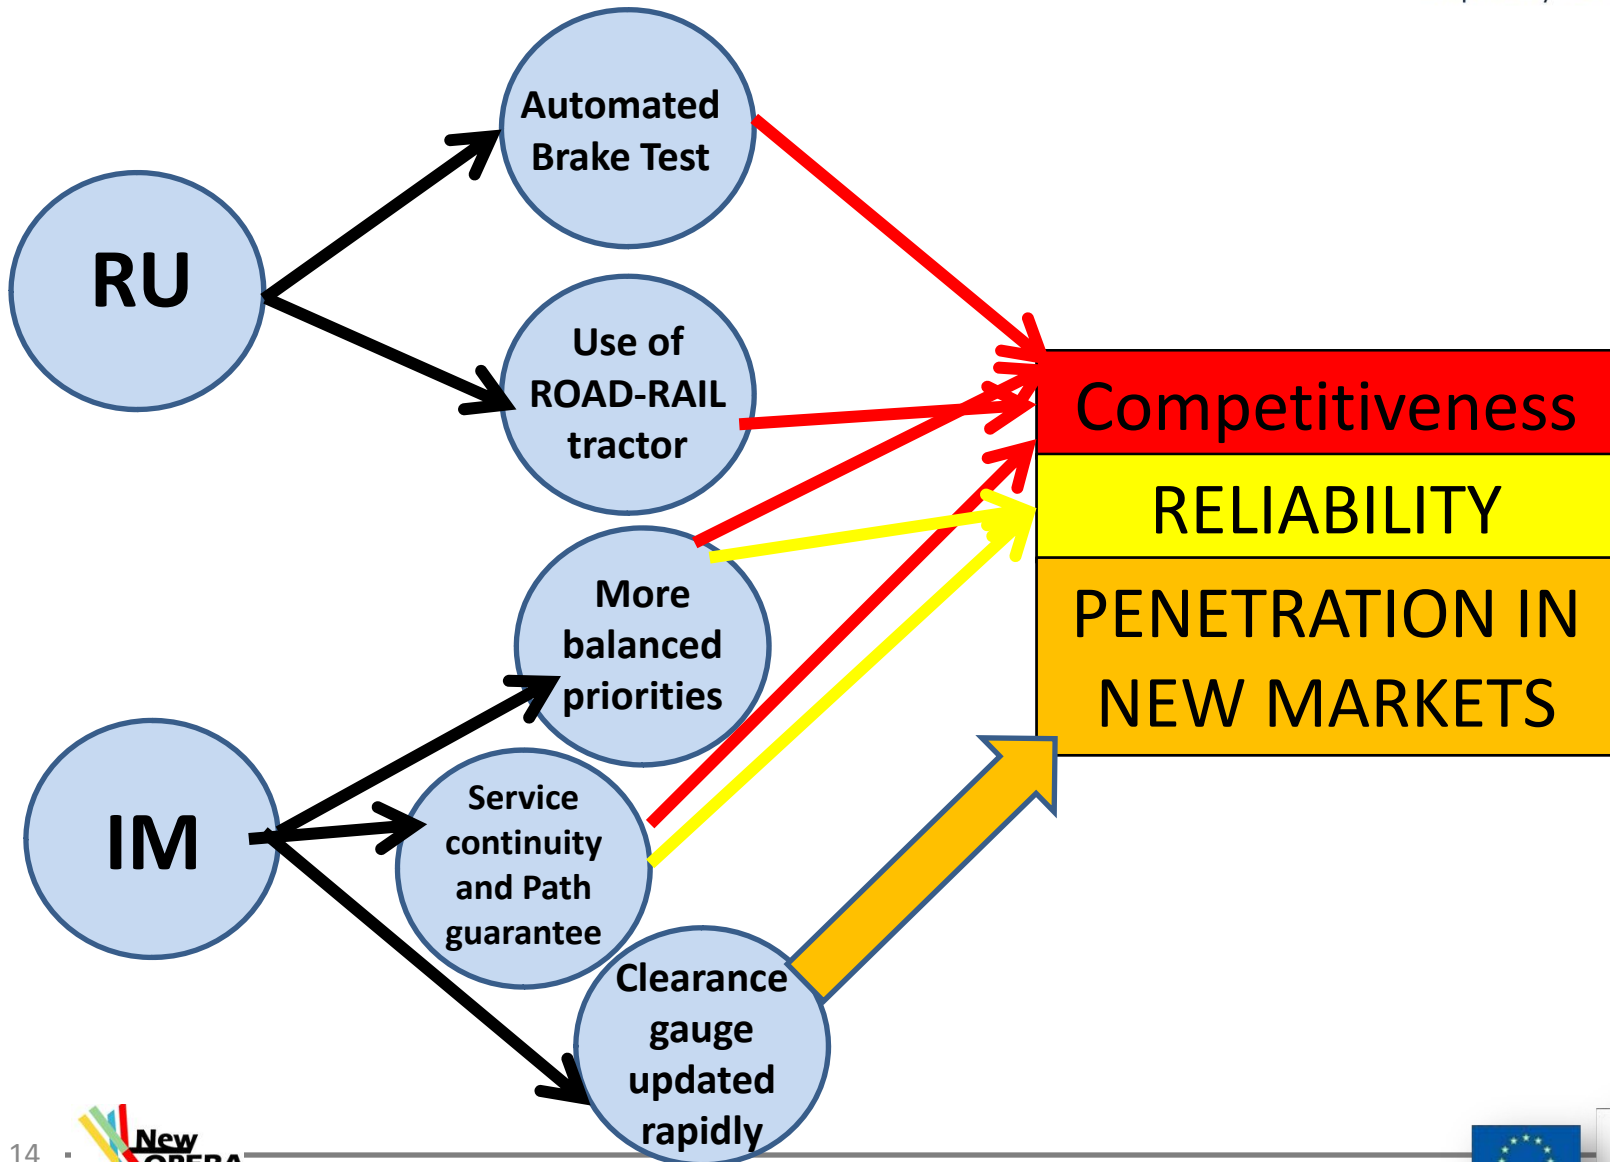 Automated
Brake Test
RU
Use of
ROAD-RAIL
tractor
Competitiveness
RELIABILITY
PENETRATION IN
NEW MARKETS
More
balanced
priorities
IM
Service
continuity
and Path
guarantee
Clearance
gauge
updated
rapidly
14
New
OPERA